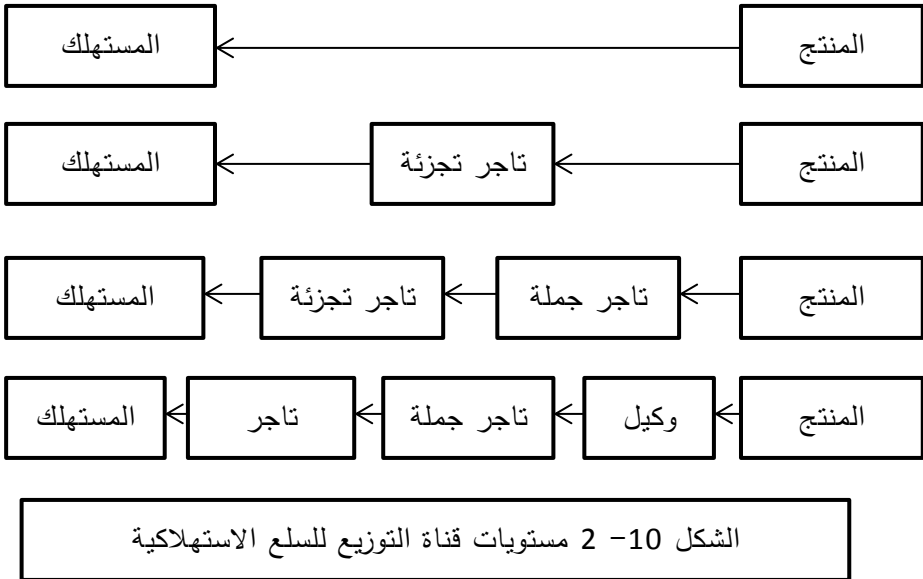 المنتج المستهلك
المنتج تاجر تجزئة المستهلك
المنتج تاجر جملة تاجر تجزئة المستهلك
المنتج وكيل تاجر جملة تاجر المستهلك
الشكل 10- 2 مستويات قناة التوزيع للسلع الاستهلاكية